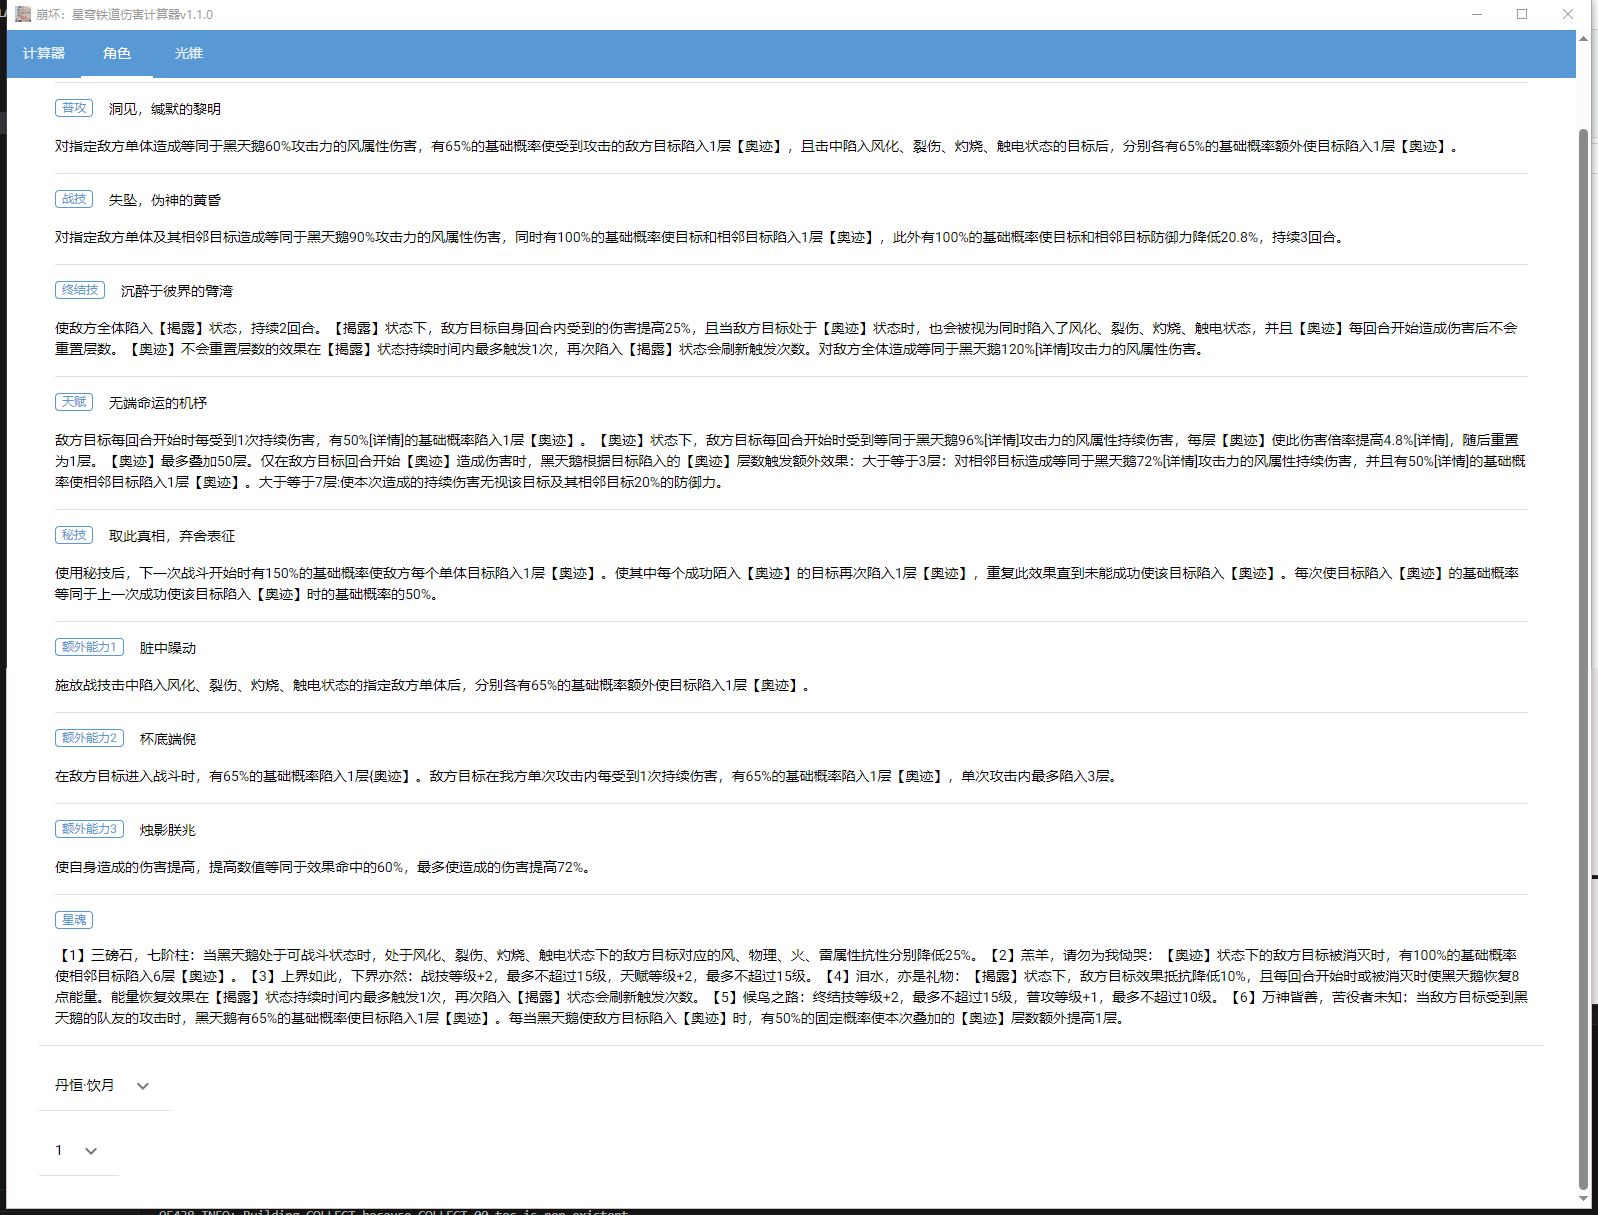 崩坏：星穹铁道伤害计算器v1.1.0
计算器 角色 光锥
普攻 洞见，缄默的黎明
对指定敌方单体造成等同于黑天鹅60%攻击力的风属性伤害，有65%的基础概率使受到攻击的敌方目标陷入1层【奥迹】，且击中陷入风化、裂伤、灼烧、触电状态的目标后，分别各有65%的基础概率额外使目标陷入1层【奥迹】。
战技 失坠，伪神的黄昏
对指定敌方单体及其相邻目标造成等同于黑天鹅90%攻击力的风属性伤害，同时有100%的基础概率使目标和相邻目标陷入1层【奥迹】，此外有100%的基础概率使目标和相邻目标防御力降低20.8%，持续3回合。
终结技 沉醉于彼界的臂湾
使敌方全体陷入【揭露】状态，持续2回合。【揭露】状态下，敌方目标自身回合内受到的伤害提高25%，且当敌方目标处于【奥迹】状态时，也会被视为同时陷入了风化、裂伤、灼烧、触电状态，并且【奥迹】每回合开始造成伤害后不会
重置层数。【奥迹】不会重置层数的效果在【揭露】状态持续时间内最多触发1次，再次陷入【揭露】状态会刷新触发次数。对敌方全体造成等同于黑天鹅120%[详情]攻击力的风属性伤害。
天赋 无端命运的机杼
敌方目标每回合开始时每受到1次持续伤害，有50%[详情]的基础概率陷入1层【奥迹】。【奥迹】状态下，敌方目标每回合开始时受到等同于黑天鹅96%[详情]攻击力的风属性持续伤害，每层【奥迹】使此伤害倍率提高4.8%[详情]，随后重置
为1层。【奥迹】最多叠加50层。仅在敌方目标回合开始【奥迹】造成伤害时，黑天鹅根据目标陷入的【奥迹】层数触发额外效果：大于等于3层：对相邻目标造成等同于黑天鹅72%[详情]攻击力的风属性持续伤害，并且有50%[详情]的基础概
率使相邻目标陷入1层【奥迹】。大于等于7层:使本次造成的持续伤害无视该目标及其相邻目标20%的防御力。
秘技 取此真相，弃舍表征
使用秘技后，下一次战斗开始时有150%的基础概率使敌方每个单体目标陷入1层【奥迹】。使其中每个成功陌入【奥迹】的目标再次陷入1层【奥迹】，重复此效果直到未能成功使该目标陷入【奥迹】。每次使目标陷入【奥迹】的基础概率
等同于上一次成功使该目标陷入【奥迹】时的基础概率的50%。
额外能力1 脏中躁动
施放战技击中陷入风化、裂伤、灼烧、触电状态的指定敌方单体后，分别各有65%的基础概率额外使目标陷入1层【奥迹】。
额外能力2 杯底端倪
在敌方目标进入战斗时，有65%的基础概率陷入1层{奥迹】。敌方目标在我方单次攻击内每受到1次持续伤害，有65%的基础概率陷入1层【奥迹】，单次攻击内最多陷入3层。
额外能力3 烛影朕兆
使自身造成的伤害提高，提高数值等同于效果命中的60%，最多使造成的伤害提高72%。
星魂
【1】三磅石，七阶柱：当黑天鹅处于可战斗状态时，处于风化、裂伤、灼烧、触电状态下的敌方目标对应的风、物理、火、雷属性抗性分别降低25%。【2】羔羊，请勿为我恸哭：【奥迹】状态下的敌方目标被消灭时，有100%的基础概率
使相邻目标陷入6层【奥迹】。【3】上界如此，下界亦然：战技等级+2，最多不超过15级，天赋等级+2，最多不超过15级。【4】泪水，亦是礼物：【揭露】状态下，敌方目标效果抵抗降低10%，且每回合开始时或被消灭时使黑天鹅恢复8
点能量。能量恢复效果在【揭露】状态持续时间内最多触发1次，再次陷入【揭露】状态会刷新触发次数。【5】候鸟之路：终结技等级+2，最多不超过15级，普攻等级+1，最多不超过10级。【6】万神皆善，苦役者未知：当敌方目标受到黑
天鹅的队友的攻击时，黑天鹅有65%的基础概率使目标陷入1层【奥迹】。每当黑天鹅使敌方目标陷入【奥迹】时，有50%的固定概率使本次叠加的【奥迹】层数额外提高1层。
丹恒·饮月
1